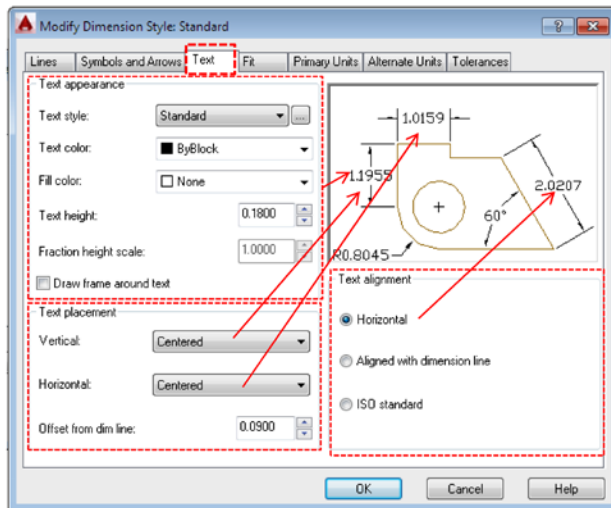 Modify Dimension Style: Standard
Lines Symbols and Arrows Text Fit Primary Units Alternate Units Tolerances
Text appearance
Text style: Standard ...
Text color: ByBlock
Fill color: None
Text height: 0.1800
Fraction height scale: 1.0000
Draw frame around text
Text placement
Vertical: Centered
Horizontal: Centered
Offset from dim line: 0.0900
1.0159
1.1955
2.0207
60°
R0.8045
Text alignment
Horizontal
Aligned with dimension line
ISO standard
OK Cancel Help